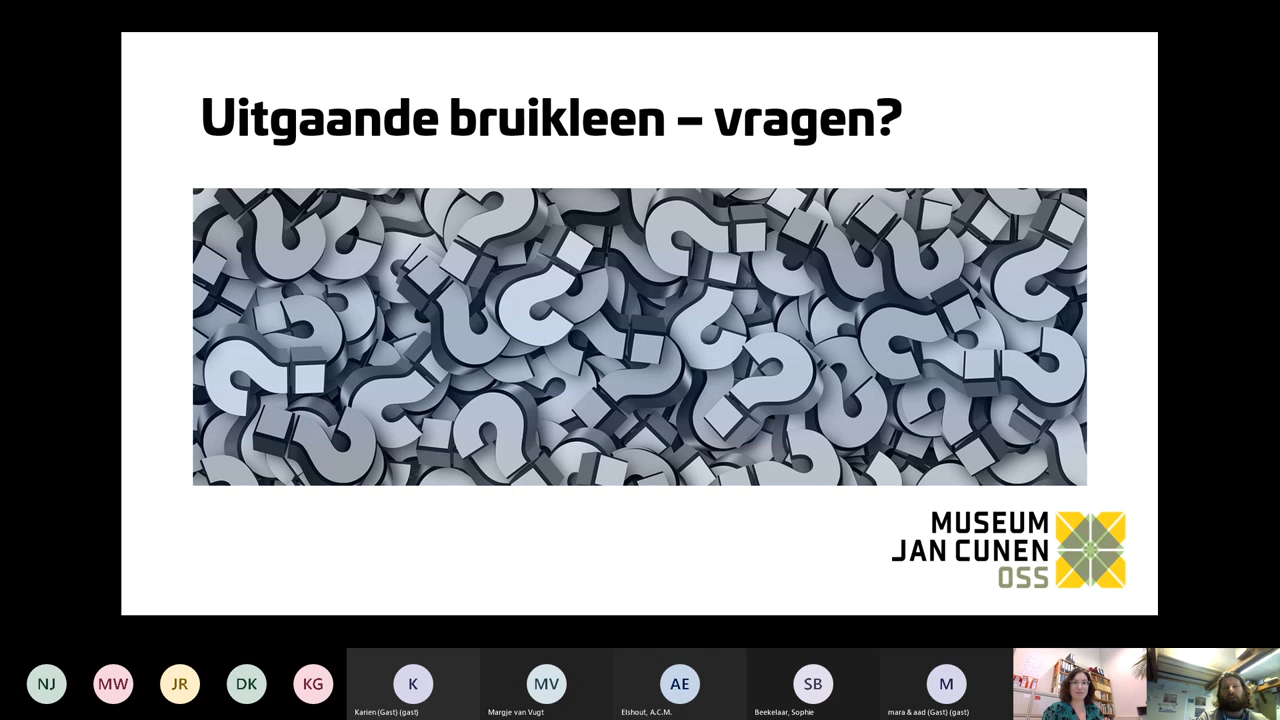 Uitgaande bruikleen – vragen?
MUSEUM
JAN CUNEN
OSS
NJ
MW
JR
DK
KG
K
MV
AE
SB
M
Karien (Gast) (gast)
Margje van Vugt
Elshout, A.C.M.
Beekelaar, Sophie
mara & aad (Gast) (gast)